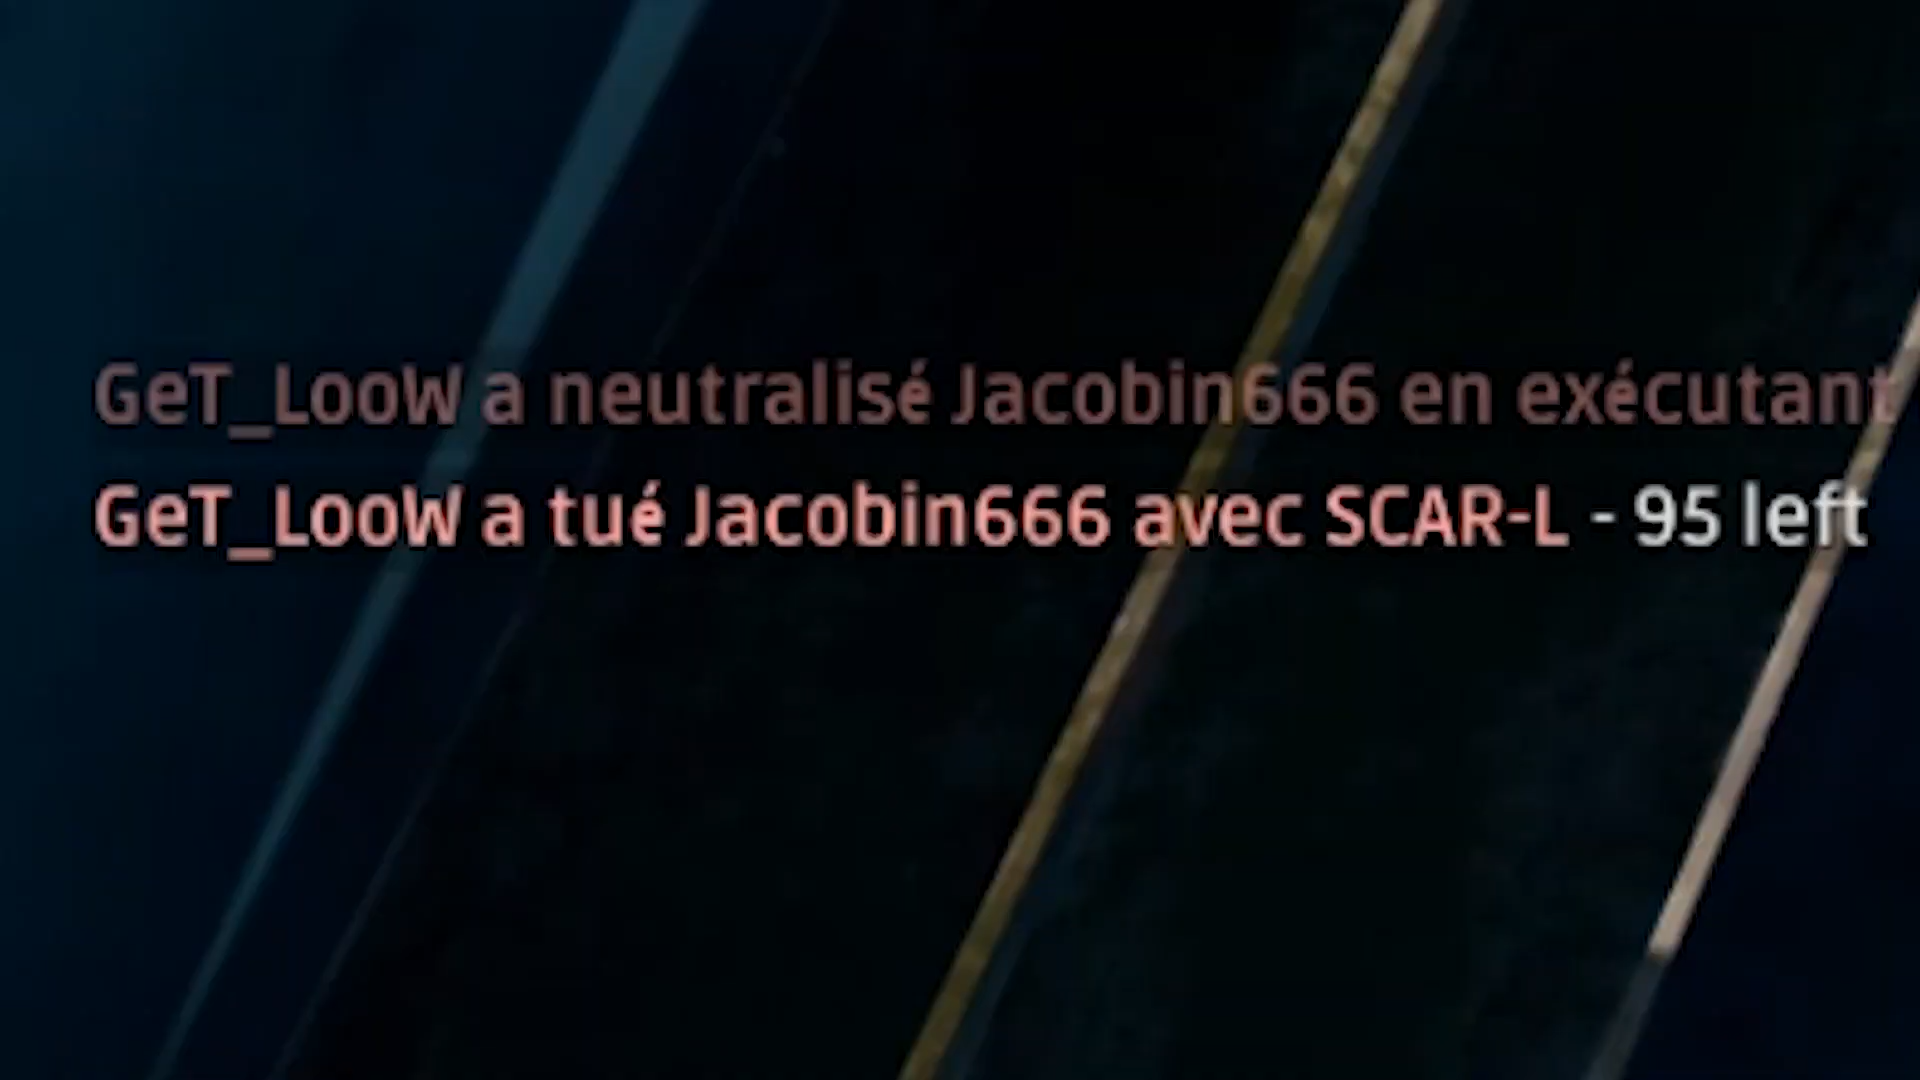 GeT_LooW a neutralisé Jacobin666 en exécutant
GeT_LooW a tué Jacobin666 avec SCAR-L - 95 left